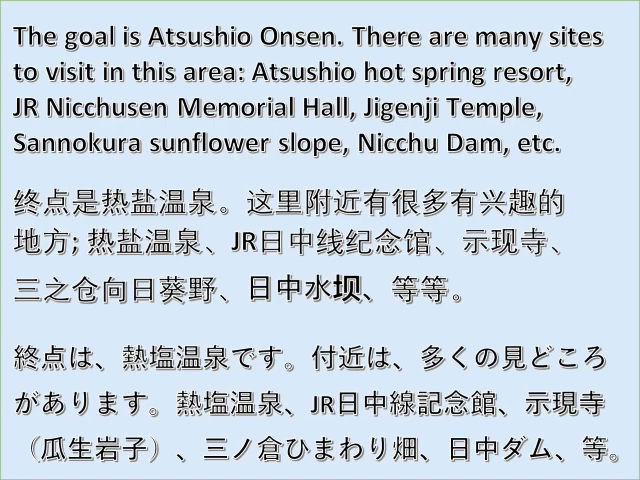 The goal is Atsushio Onsen. There are many sites
to visit in this area: Atsushio hot spring resort,
JR Nicchusen Memorial Hall, Jigenji Temple,
Sannokura sunflower slope, Nicchu Dam, etc.
终点是热盐温泉。这里附近有很多有兴趣的
地方; 热盐温泉、JR日中线纪念馆、示现寺、
三之仓向日葵野、日中水坝、等等。
終点は、熱塩温泉です。付近は、多くの見どころ
があります。熱塩温泉、JR日中線記念館、示現寺
（瓜生岩子）、三ノ倉ひまわり畑、日中ダム、等。